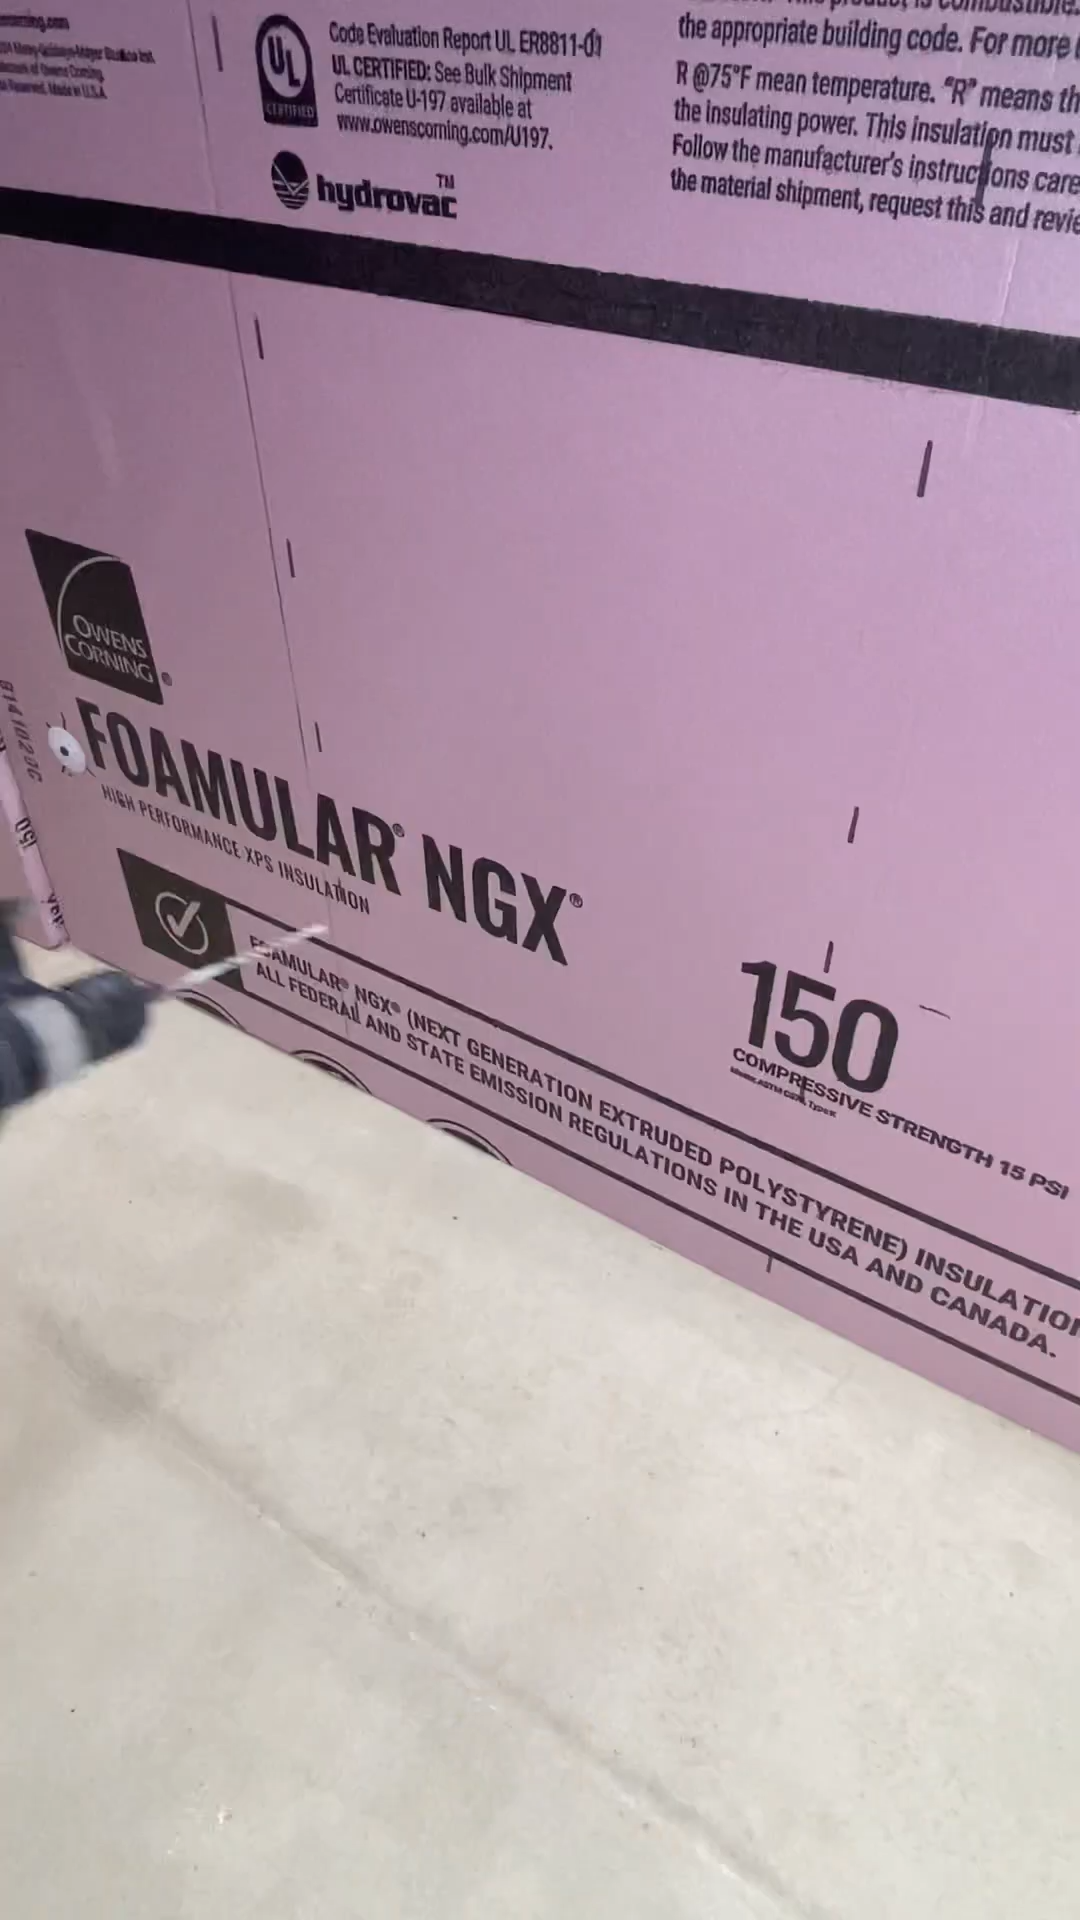 Code Evaluation Report UL ER8811-01
UL CERTIFIED: See Bulk Shipment
Certificate U-197 available at
www.owenscorning.com/U197.
UL
CERTIFIED
hydrovac™
the appropriate building code. For more
R @75°F mean temperature. "R" means th
the insulating power. This insulation must
Follow the manufacturer's instructions care
the material shipment, request this and revie
OWENS
CORNING®
FOAMULAR® NGX®
HIGH PERFORMANCE XPS INSULATION
150
COMPRESSIVE STRENGTH 15 PSI
FOAMULAR® NGX® (NEXT GENERATION EXTRUDED POLYSTYRENE) INSULATION
ALL FEDERAL AND STATE EMISSION REGULATIONS IN THE USA AND CANADA.
150